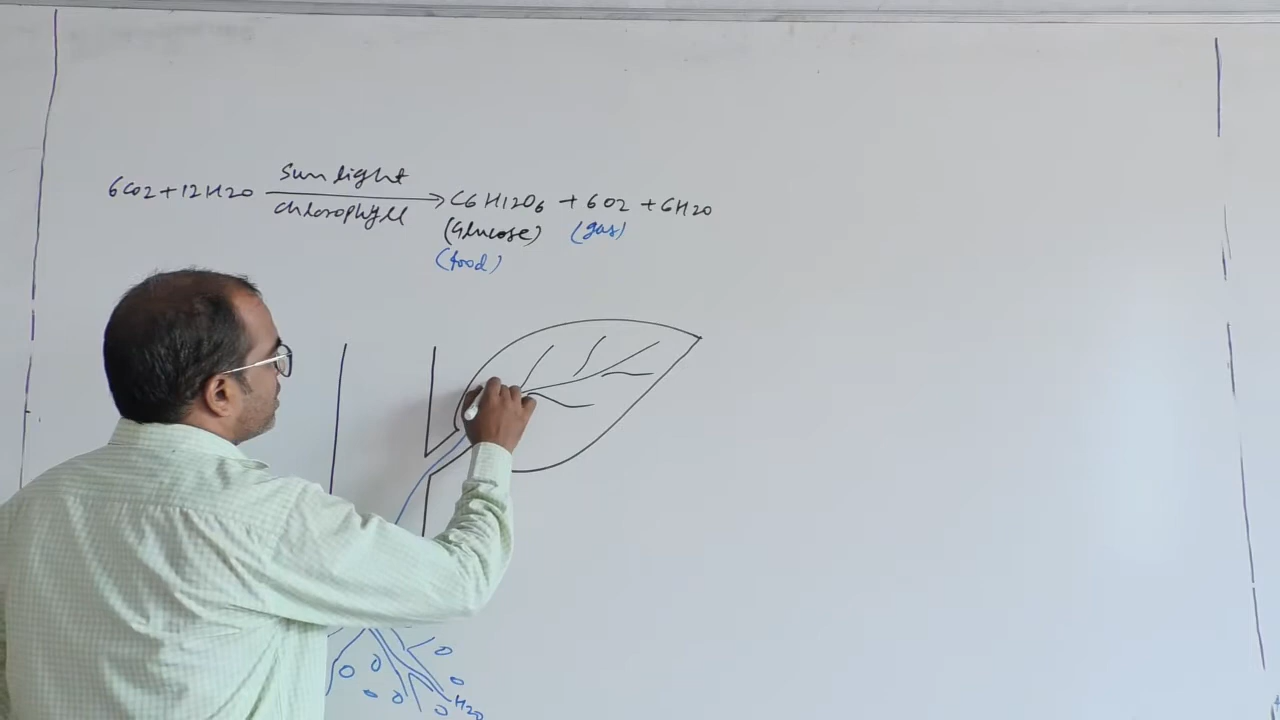 Sunlight
6CO2+12H2O → C6H12O6 +6O2 +6H2O
chlorophyll
(Glucose) (gas)
(food)
H2O